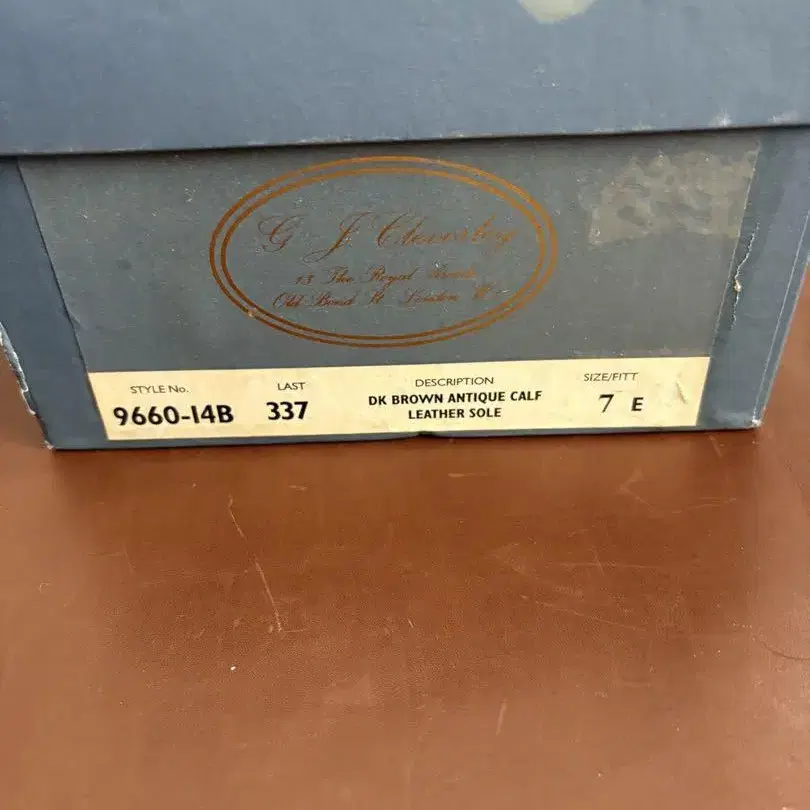 G J Cleverley
13 The Royal Arcade
Old Bond St London W1
STYLE No. LAST DESCRIPTION SIZE/FITT
9660-14B 337 DK BROWN ANTIQUE CALF 7 E
LEATHER SOLE